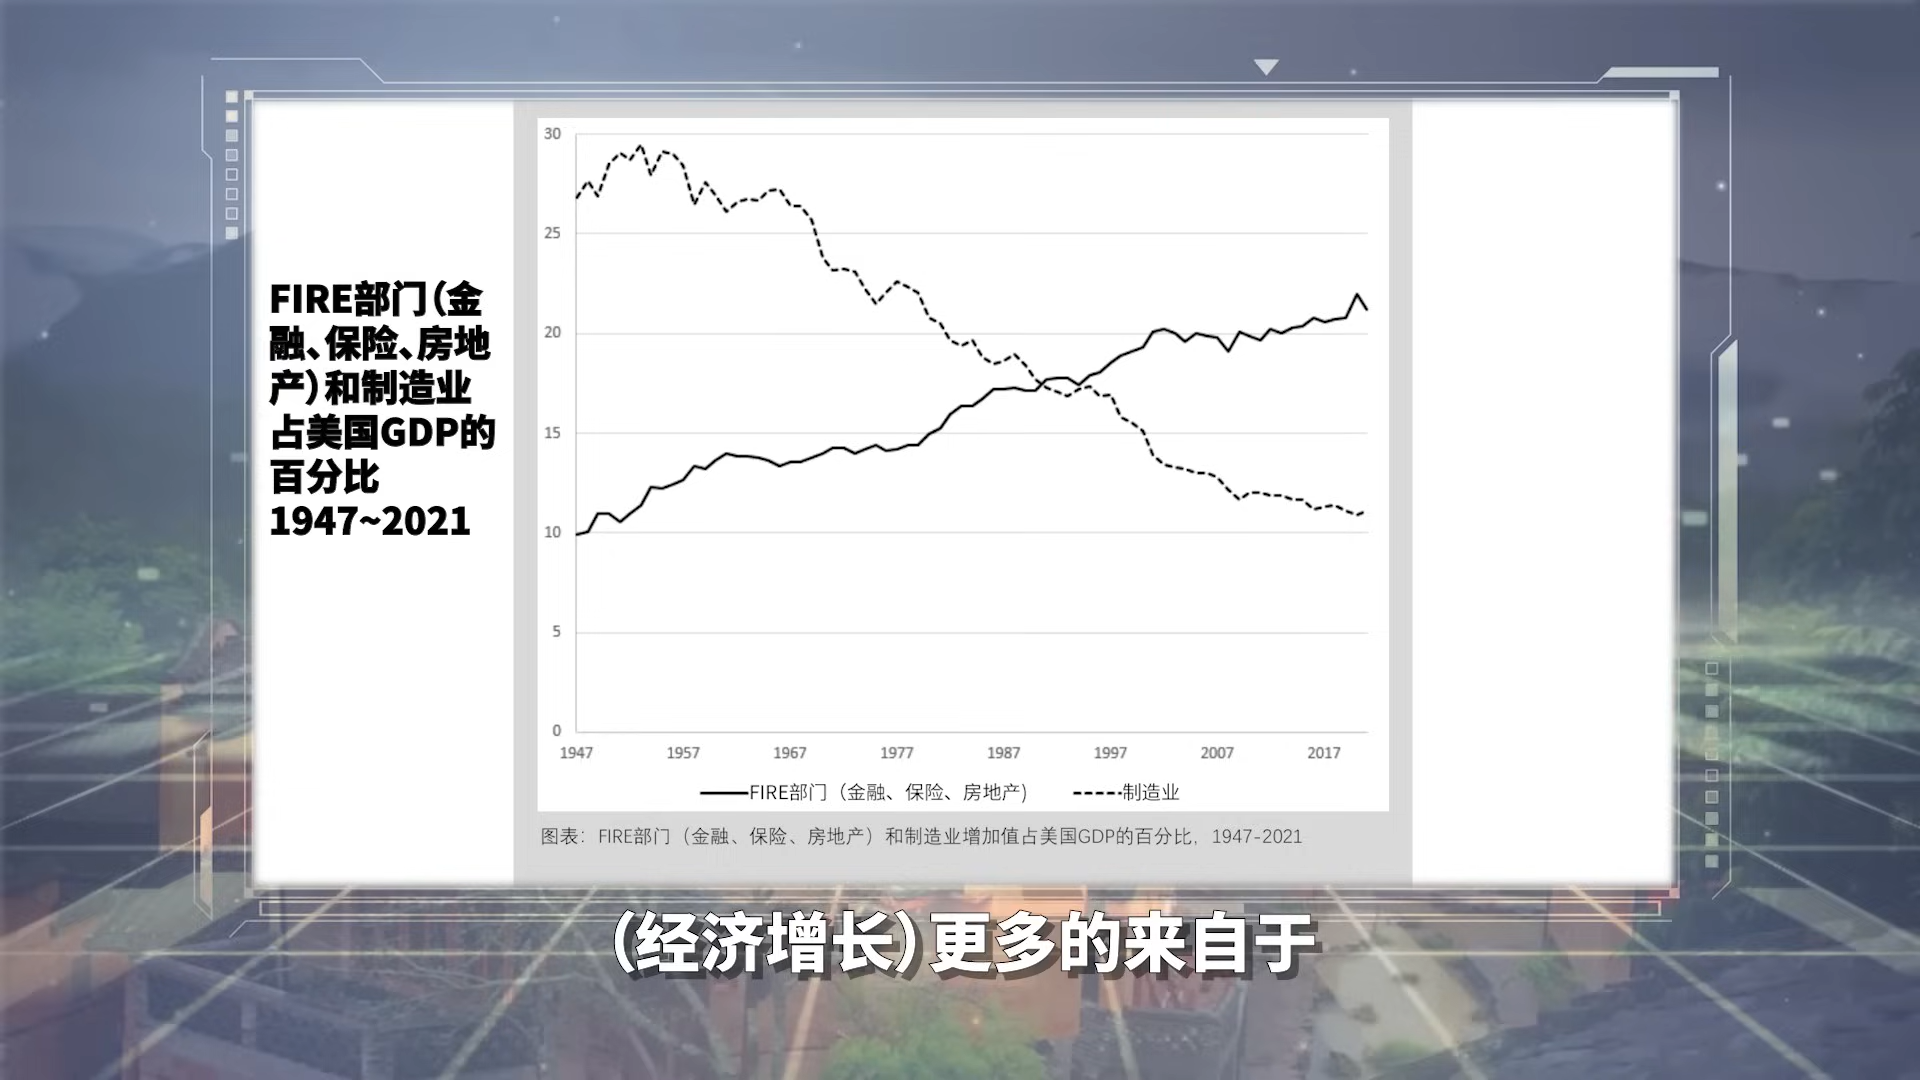 FIRE部门（金
融、保险、房地
产）和制造业
占美国GDP的
百分比
1947~2021
30
25
20
15
10
5
0
1947 1957 1967 1977 1987 1997 2007 2017
FIRE部门（金融、保险、房地产) 制造业
图表：FIRE部门（金融、保险、房地产）和制造业增加值占美国GDP的百分比，1947-2021
（经济增长）更多的来自于